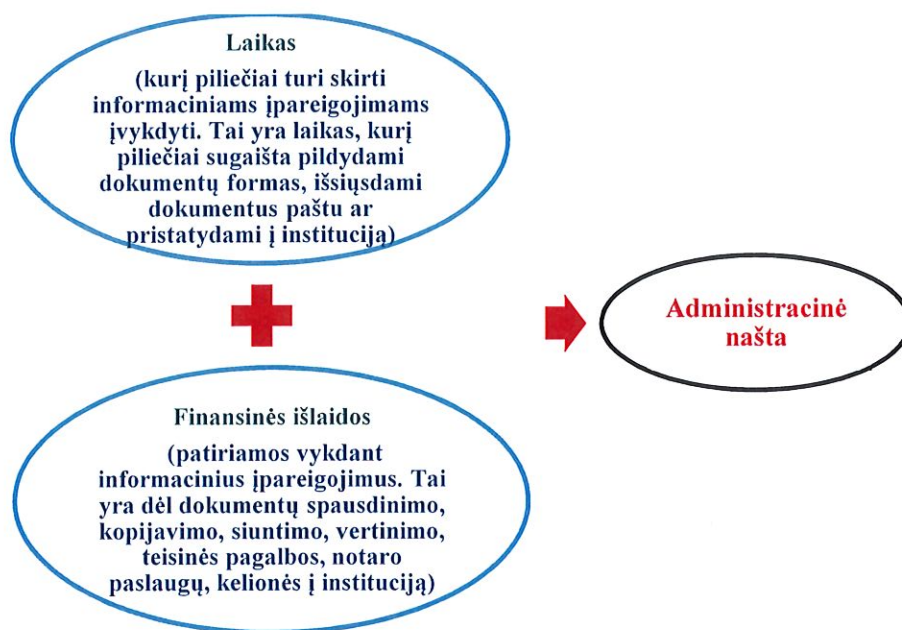 Laikas
(kurį piliečiai turi skirti
informaciniams įpareigojimams
įvykdyti. Tai yra laikas, kurį
piliečiai sugaišta pildydami
dokumentų formas, išsiųsdami
dokumentus paštu ar
pristatydami į instituciją)
Administracinė
našta
Finansinės išlaidos
(patiriamos vykdant
informacinius įpareigojimus. Tai
yra dėl dokumentų spausdinimo,
kopijavimo, siuntimo, vertinimo,
teisinės pagalbos, notaro
paslaugų, kelionės į instituciją)